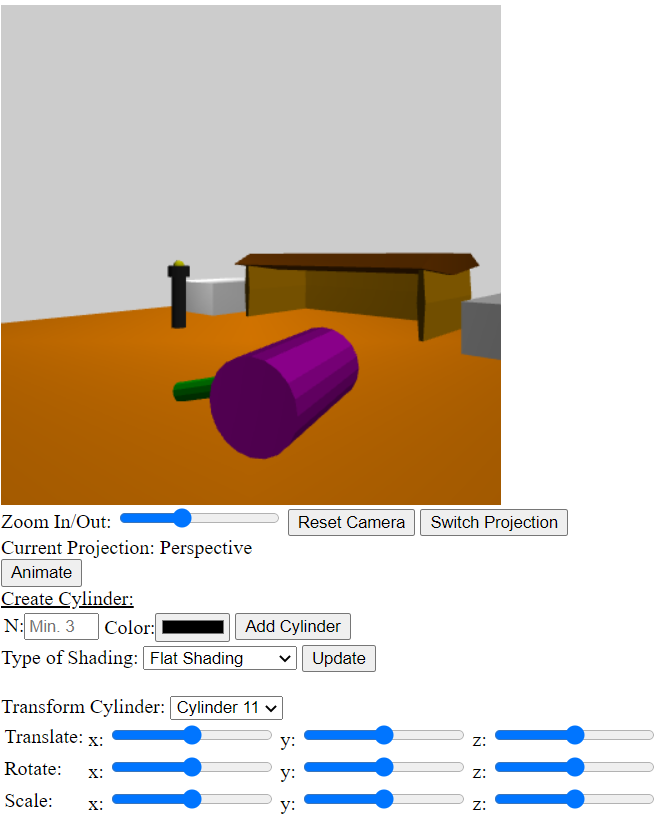 Zoom In/Out: Reset Camera Switch Projection
Current Projection: Perspective
Animate
Create Cylinder:
N: Min. 3 Color: Add Cylinder
Type of Shading: Flat Shading Update
Transform Cylinder: Cylinder 11
Translate: x: y: z:
Rotate: x: y: z:
Scale: x: y: z: